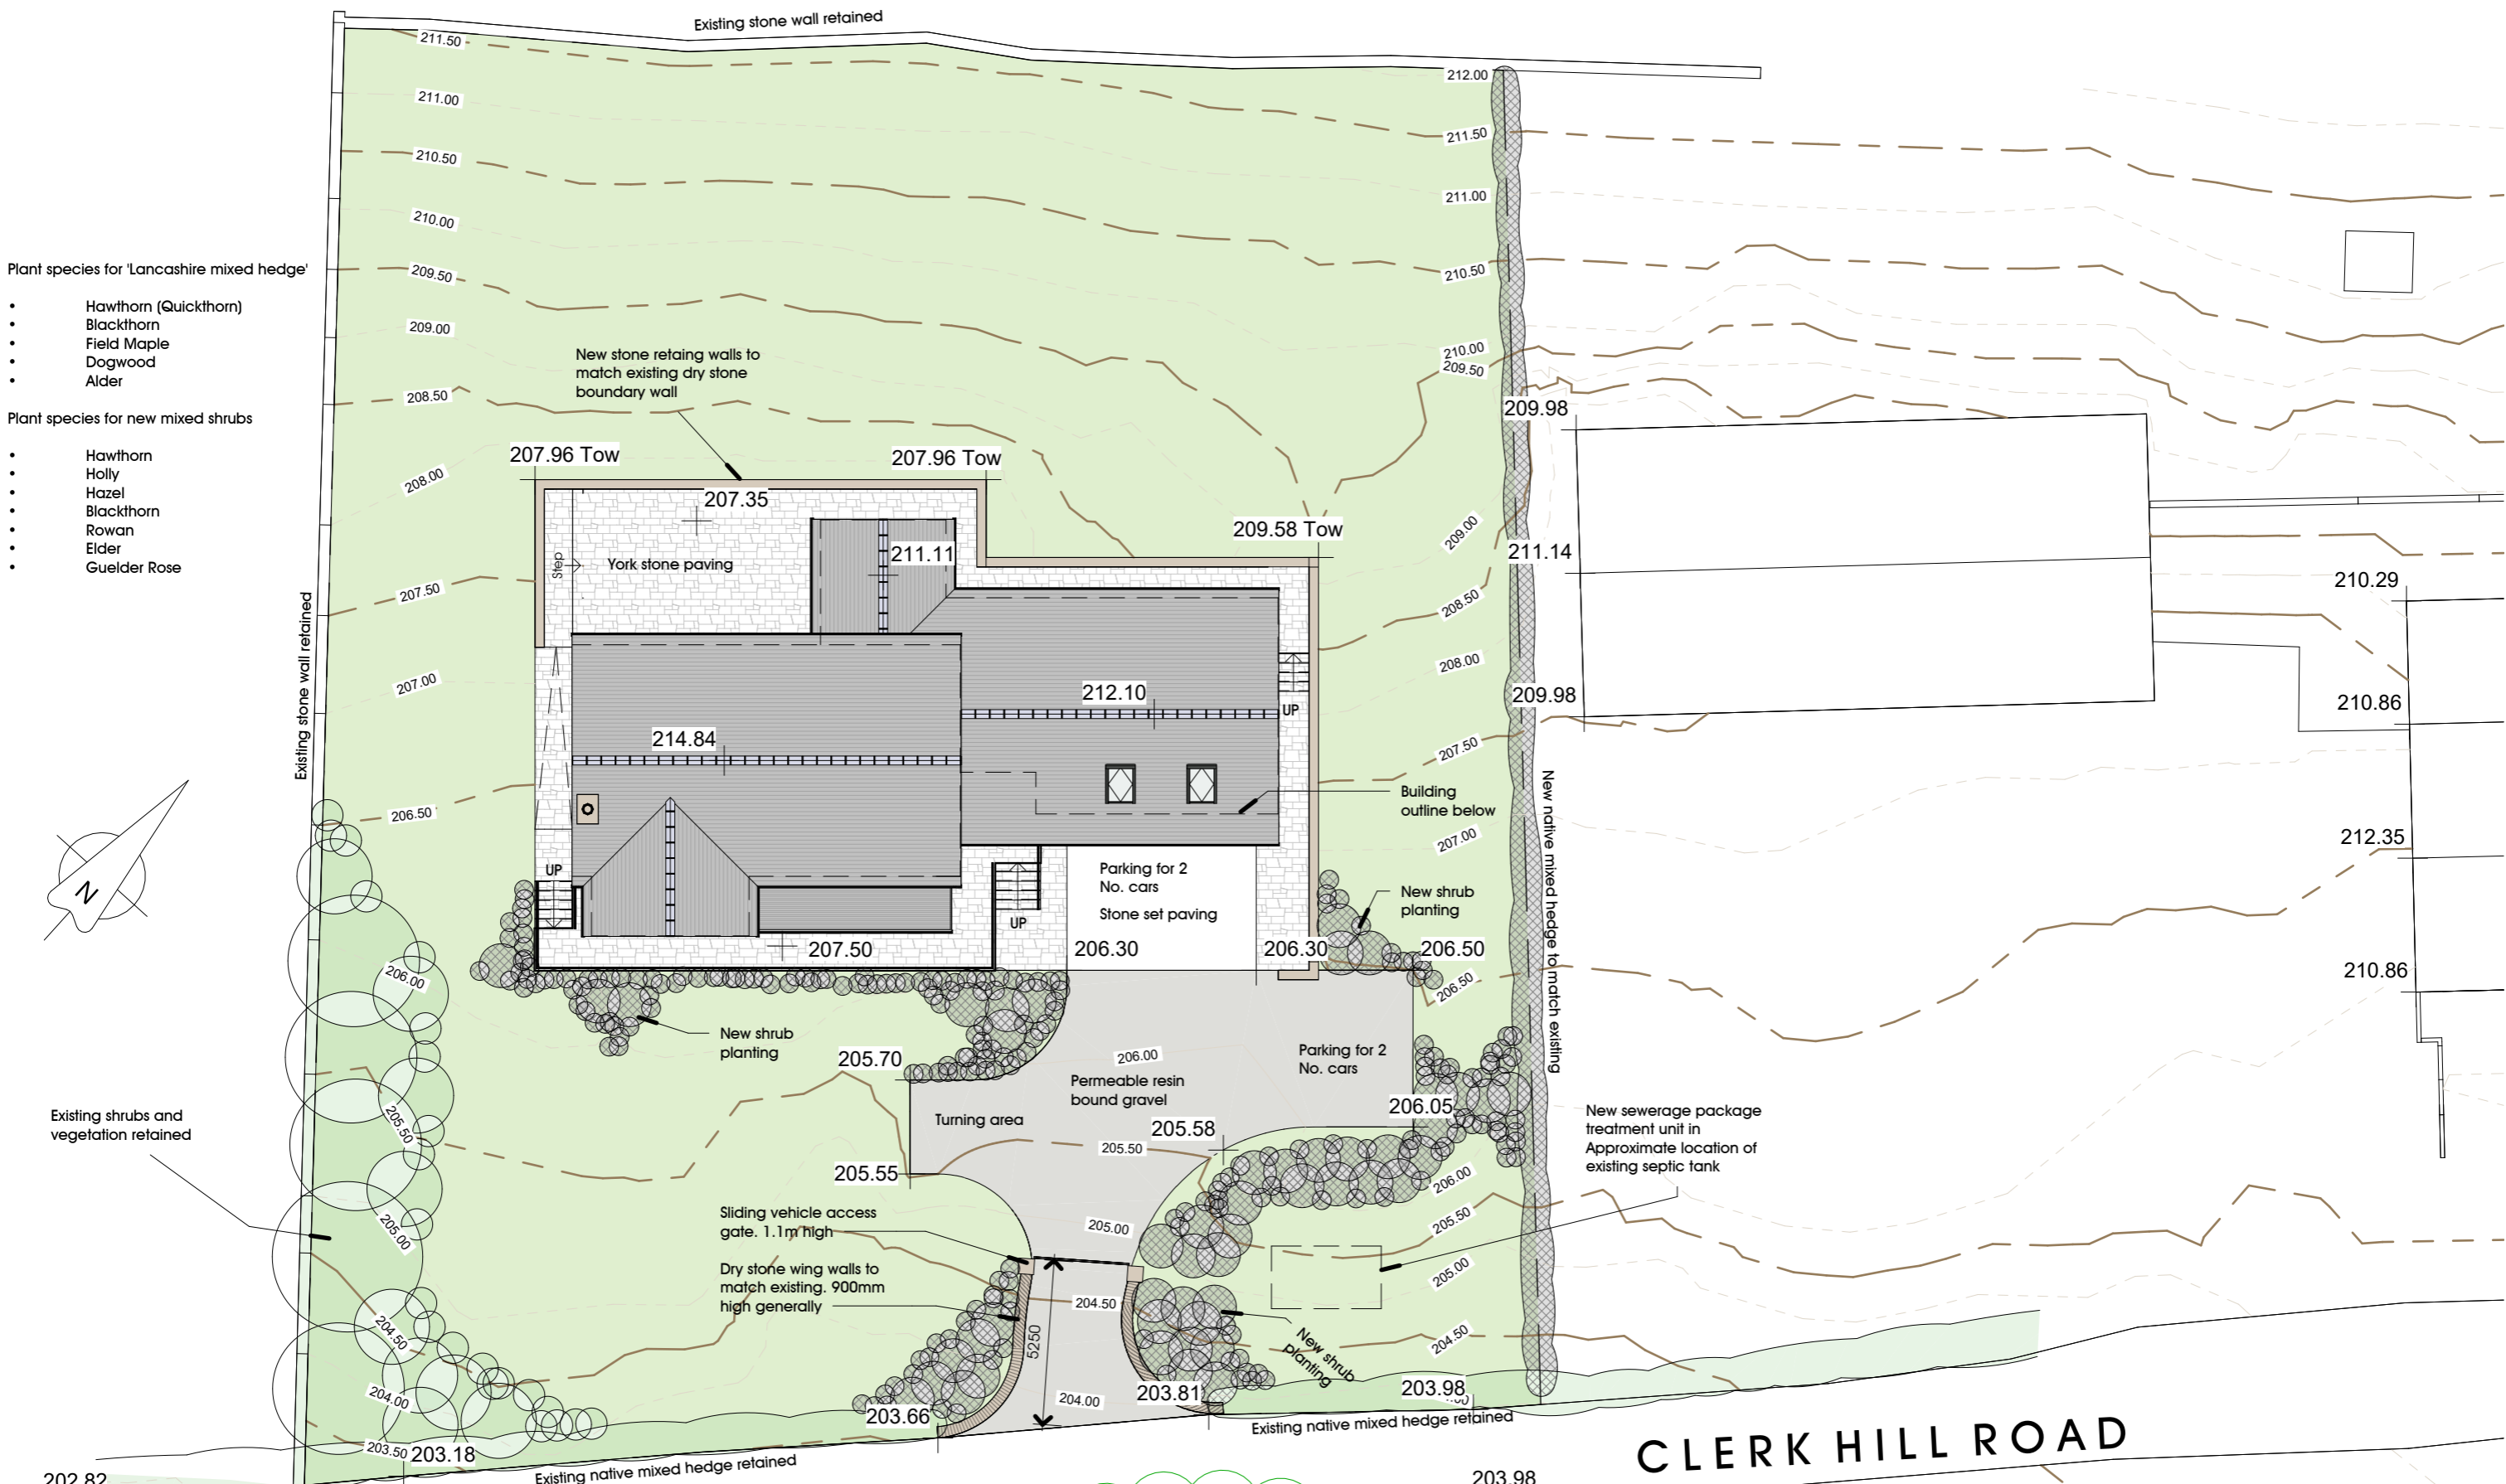 Existing stone wall retained
211.50
212.00
211.00
211.50
210.50
211.00
210.00
210.50
Plant species for 'Lancashire mixed hedge'
• Hawthorn (Quickthorn)
• Blackthorn
• Field Maple
• Dogwood
• Alder
Plant species for new mixed shrubs
• Hawthorn
• Holly
• Hazel
• Blackthorn
• Rowan
• Elder
• Guelder Rose
209.50
209.00
210.00
209.50
New stone retaing walls to
match existing dry stone
boundary wall
208.50
209.98
207.96 Tow
207.96 Tow
208.00
207.35
209.58 Tow
209.00
211.14
211.11
Step
York stone paving
210.29
207.50
208.50
Existing stone wall retained
207.00
208.00
212.10
UP
209.98
210.86
214.84
207.50
New native mixed hedge to match existing
206.50
Building
outline below
207.00
212.35
UP
Parking for 2
No. cars
Stone set paving
New shrub
planting
UP
207.50
206.30
206.30
206.50
210.86
N
206.00
206.50
New shrub
planting
205.70
206.00
Parking for 2
No. cars
Permeable resin
bound gravel
206.05
Existing shrubs and
vegetation retained
205.50
Turning area
205.58
205.50
New sewerage package
treatment unit in
Approximate location of
existing septic tank
205.55
206.00
Sliding vehicle access
gate. 1.1m high
205.00
205.00
205.50
Dry stone wing walls to
match existing. 900mm
high generally
205.00
204.50
204.50
5250
New shrub
planting
204.50
204.00
204.00
203.81
203.98
203.66
203.50
203.18
Existing native mixed hedge retained
Existing native mixed hedge retained
CLERK HILL ROAD
202.82
203.98